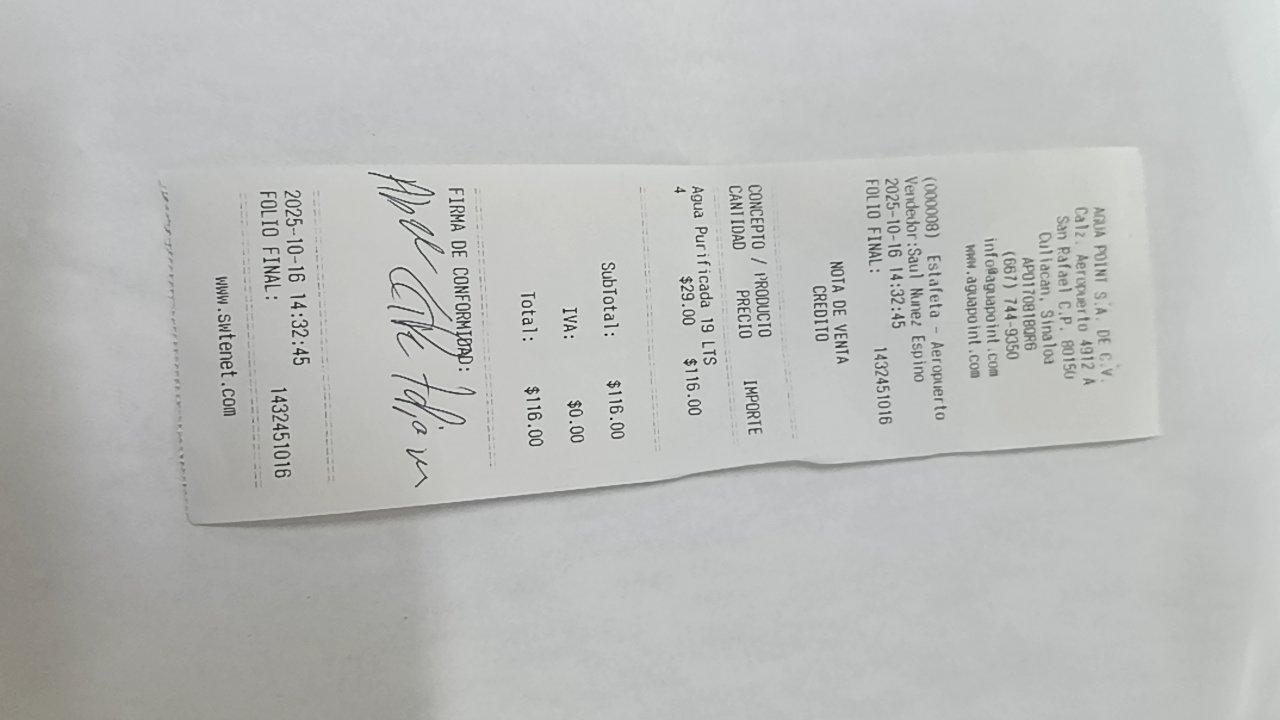 AGUA POINT S.A. DE C.V.
Calz. Aeropuerto 4912 A
San Rafael C.P. 80150
Culiacan, Sinaloa
APO170818QR6
(667) 744-9350
info@aguapoint.com
www.aguapoint.com
(000008) Estafeta - Aeropuerto
Vendedor:Saul Nunez Espino
2025-10-16 14:32:45
FOLIO FINAL: 1432451016
NOTA DE VENTA
CREDITO
CONCEPTO / PRODUCTO
CANTIDAD PRECIO IMPORTE
Agua Purificada 19 LTS
4 $29.00 $116.00
SubTotal: $116.00
IVA: $0.00
Total: $116.00
FIRMA DE CONFORMIDAD:
2025-10-16 14:32:45
FOLIO FINAL: 1432451016
www.swtenet.com